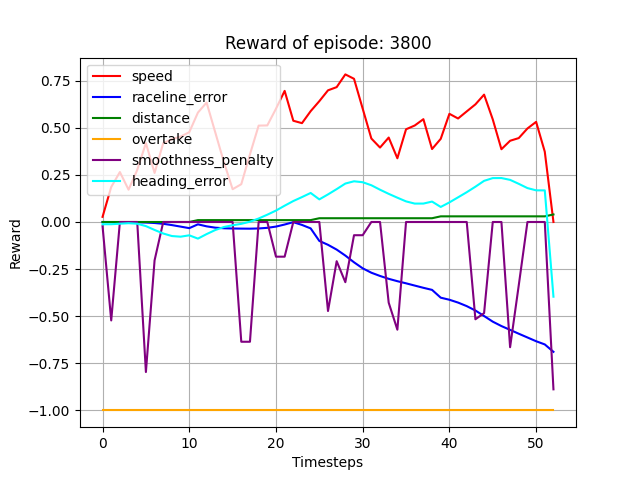 Reward of episode: 3800
speed
raceline_error
distance
overtake
smoothness_penalty
heading_error
0.75
0.50
0.25
0.00
−0.25
−0.50
−0.75
−1.00
Reward
0 10 20 30 40 50
Timesteps